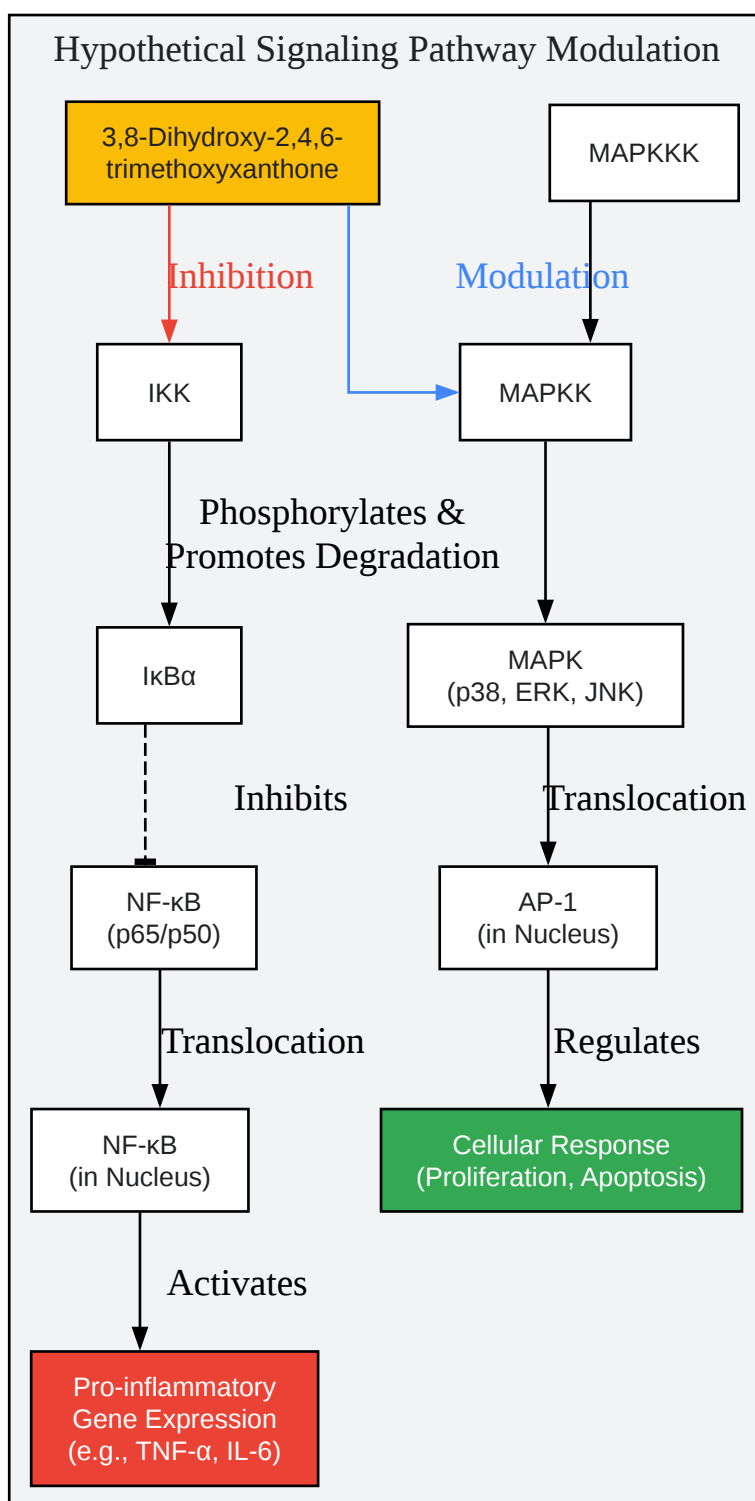 Hypothetical Signaling Pathway Modulation
3,8-Dihydroxy-2,4,6-
trimethoxyxanthone
MAPKKK
Inhibition
Modulation
IKK
MAPKK
Phosphorylates &
Promotes Degradation
IκBα
MAPK
(p38, ERK, JNK)
Inhibits
Translocation
NF-κB
(p65/p50)
AP-1
(in Nucleus)
Translocation
Regulates
NF-κB
(in Nucleus)
Cellular Response
(Proliferation, Apoptosis)
Activates
Pro-inflammatory
Gene Expression
(e.g., TNF-α, IL-6)